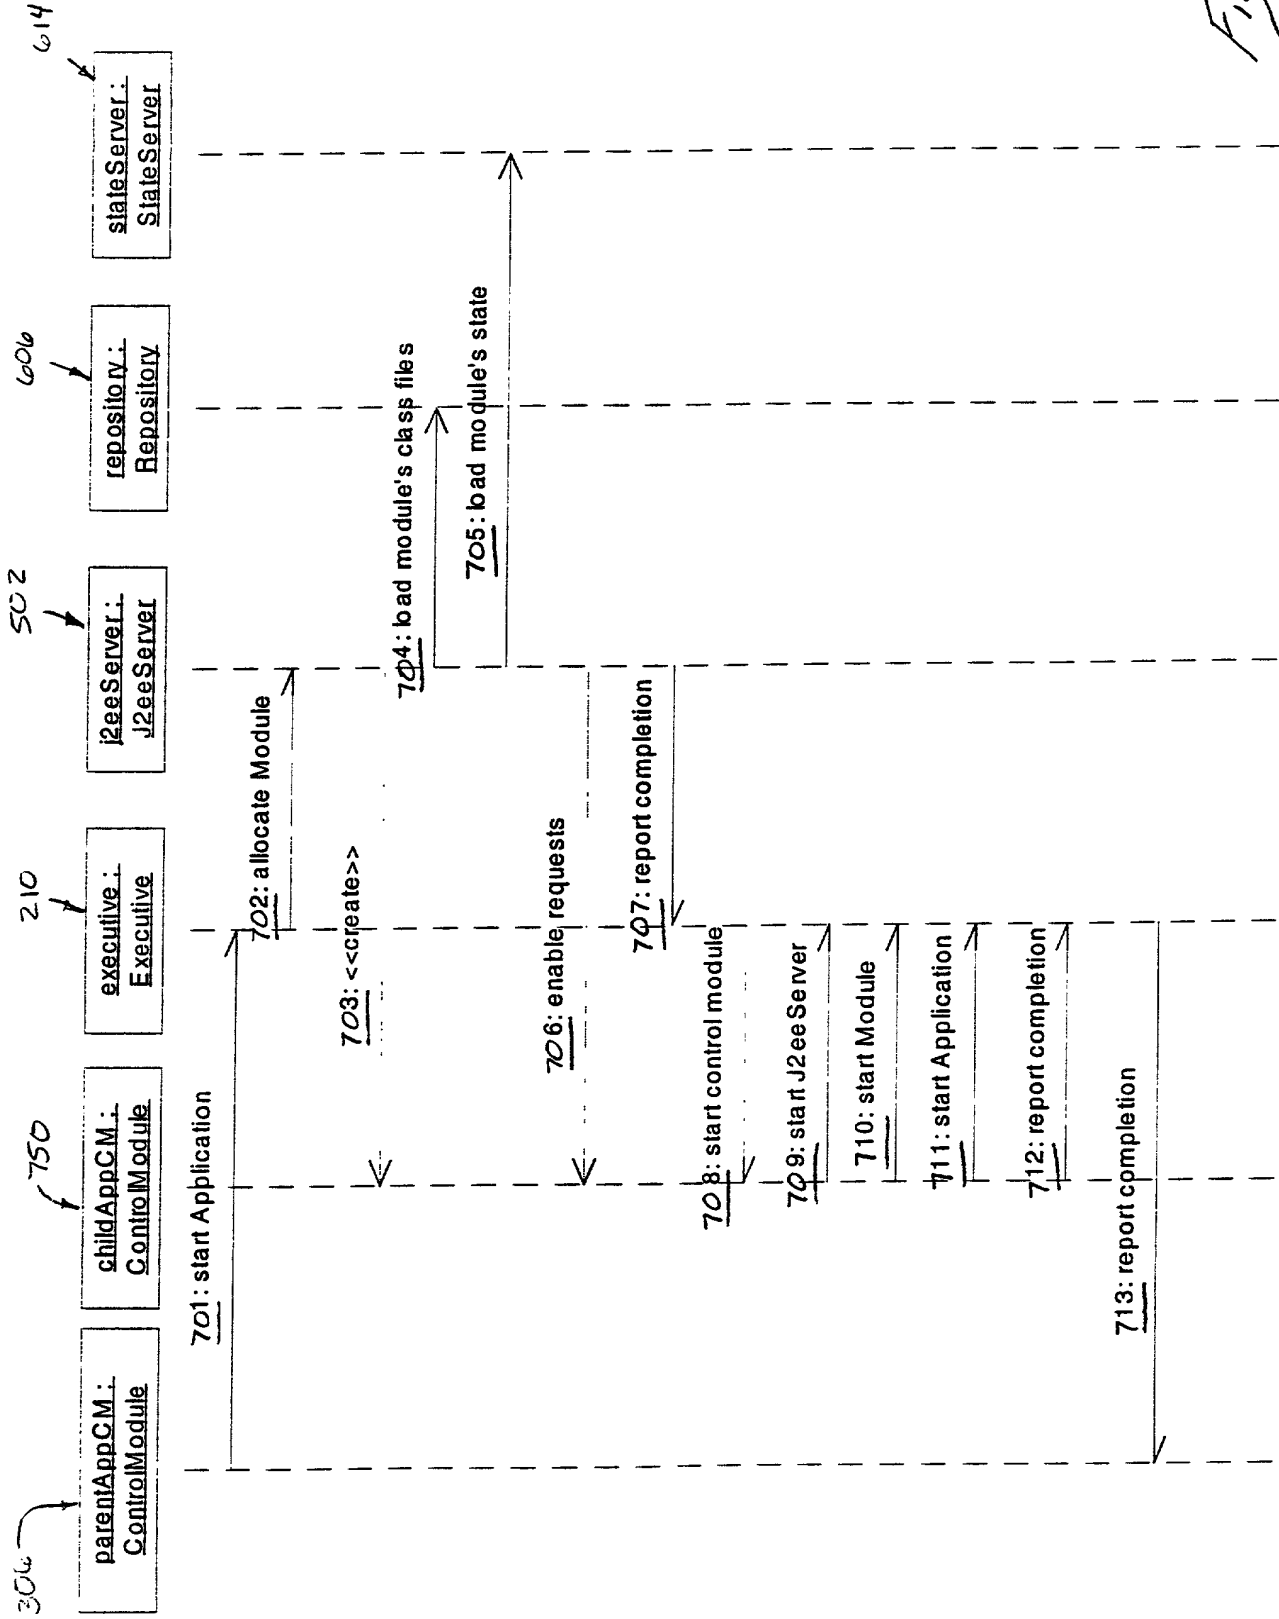 614
606
502
210
750
stateServer :
StateServer
repository :
Repository
j2eeServer :
J2eeServer
executive :
Executive
childAppCM :
ControlModule
parentAppCM :
ControlModule
701: start Application
702: allocate Module
703: <<create>>
704: load module's class files
705: load module's state
706: enable requests
707: report completion
708: start control module
709: start J2eeServer
710: start Module
711: start Application
712: report completion
713: report completion